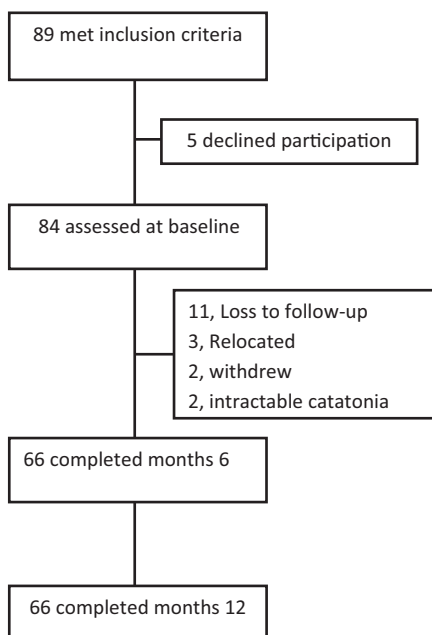 89 met inclusion criteria
5 declined participation
84 assessed at baseline
11, Loss to follow-up
3, Relocated
2, withdrew
2, intractable catatonia
66 completed months 6
66 completed months 12